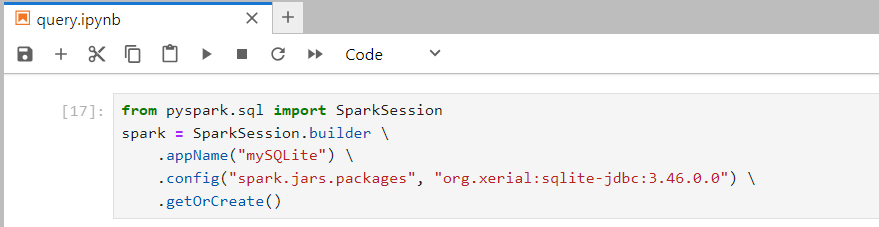 query.ipynb
Code
[17]:
from pyspark.sql import SparkSession
spark = SparkSession.builder \
    .appName("mySQLite") \
    .config("spark.jars.packages", "org.xerial:sqlite-jdbc:3.46.0.0") \
    .getOrCreate()